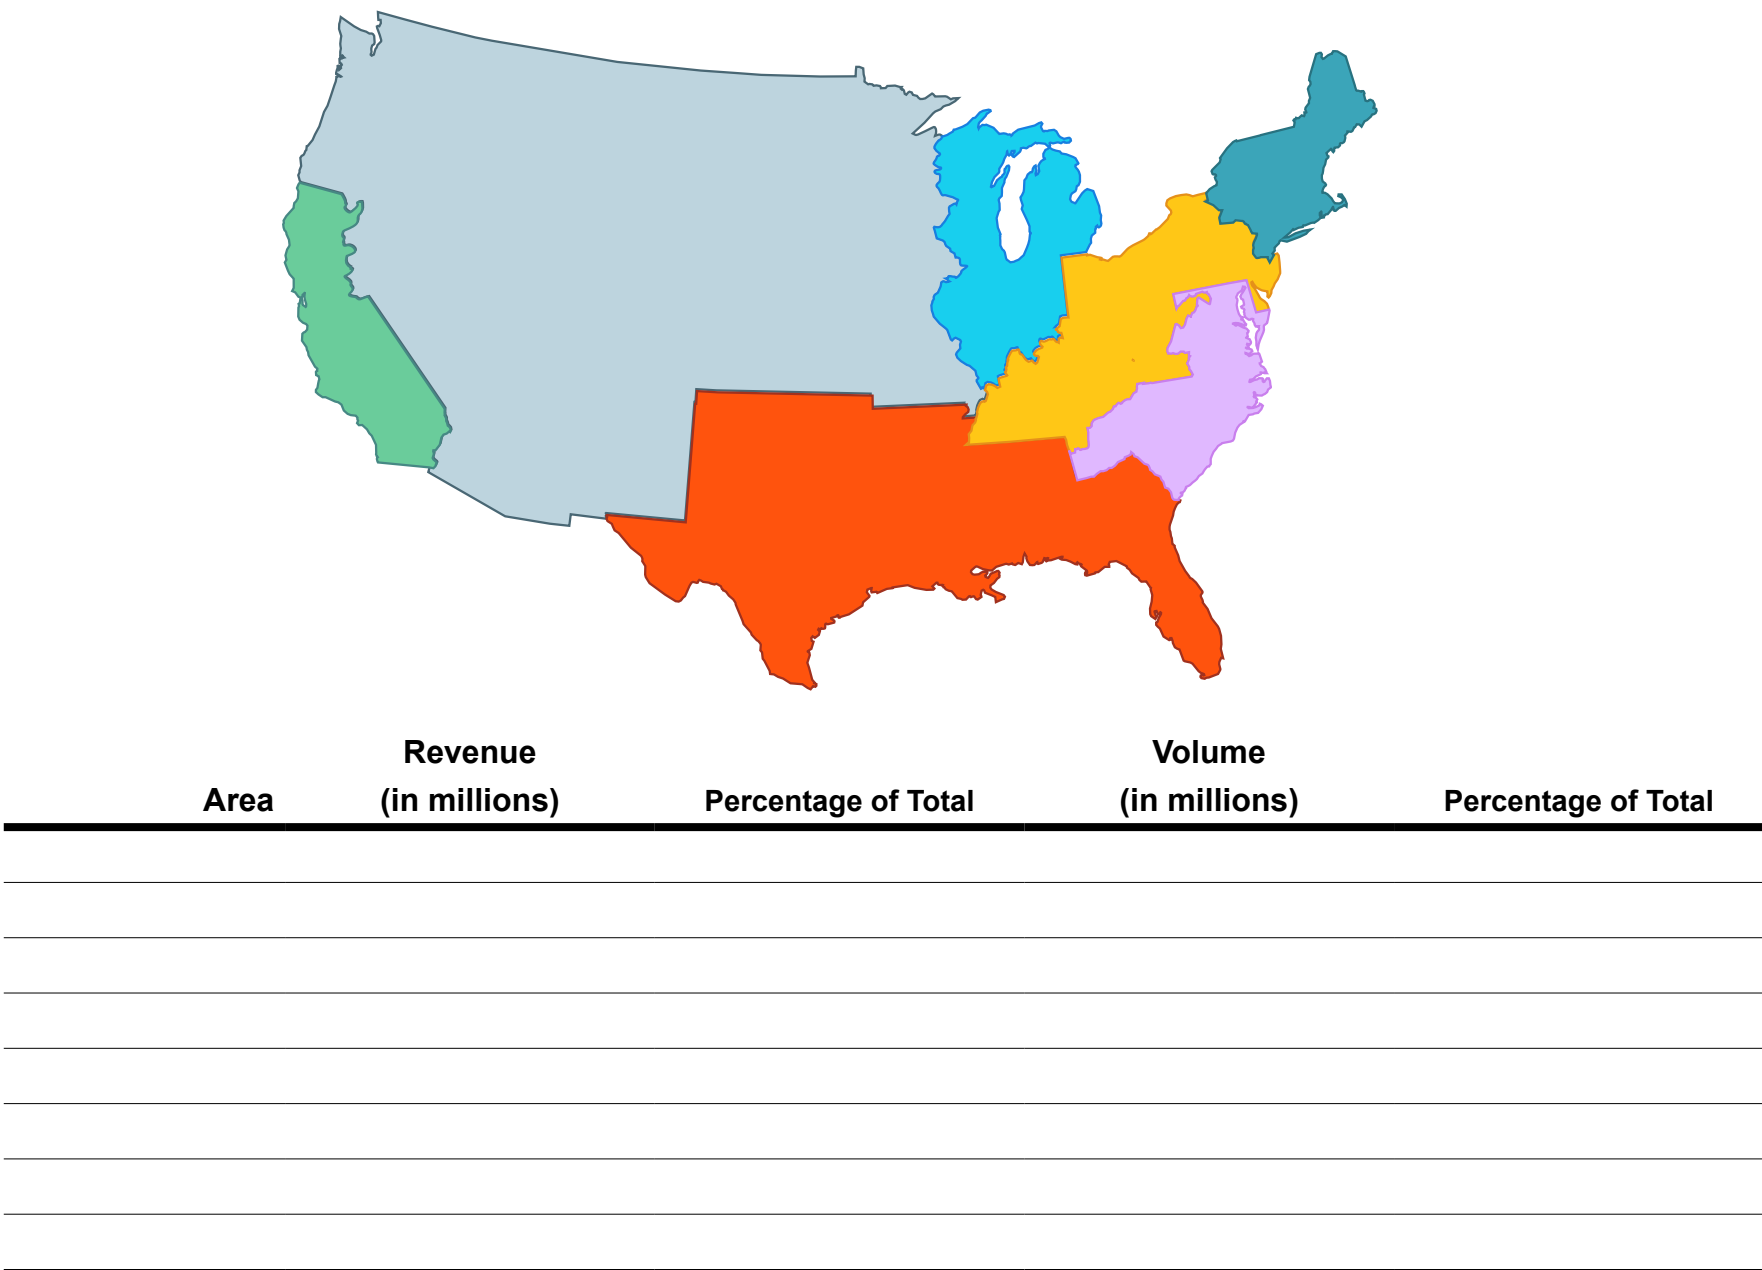 Revenue
Volume
Area
(in millions)
Percentage of Total
(in millions)
Percentage of Total